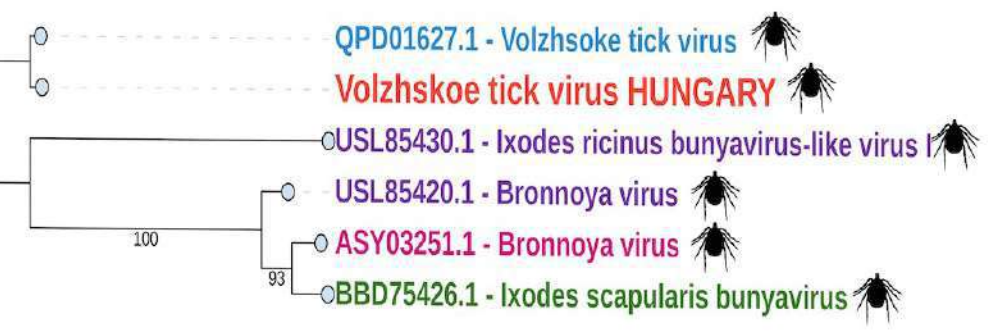 QPD01627.1 - Volzhsoke tick virus
Volzhskoe tick virus HUNGARY
USL85430.1 - Ixodes ricinus bunyavirus-like virus I
USL85420.1 - Bronnoya virus
100
ASY03251.1 - Bronnoya virus
93
BBD75426.1 - Ixodes scapularis bunyavirus